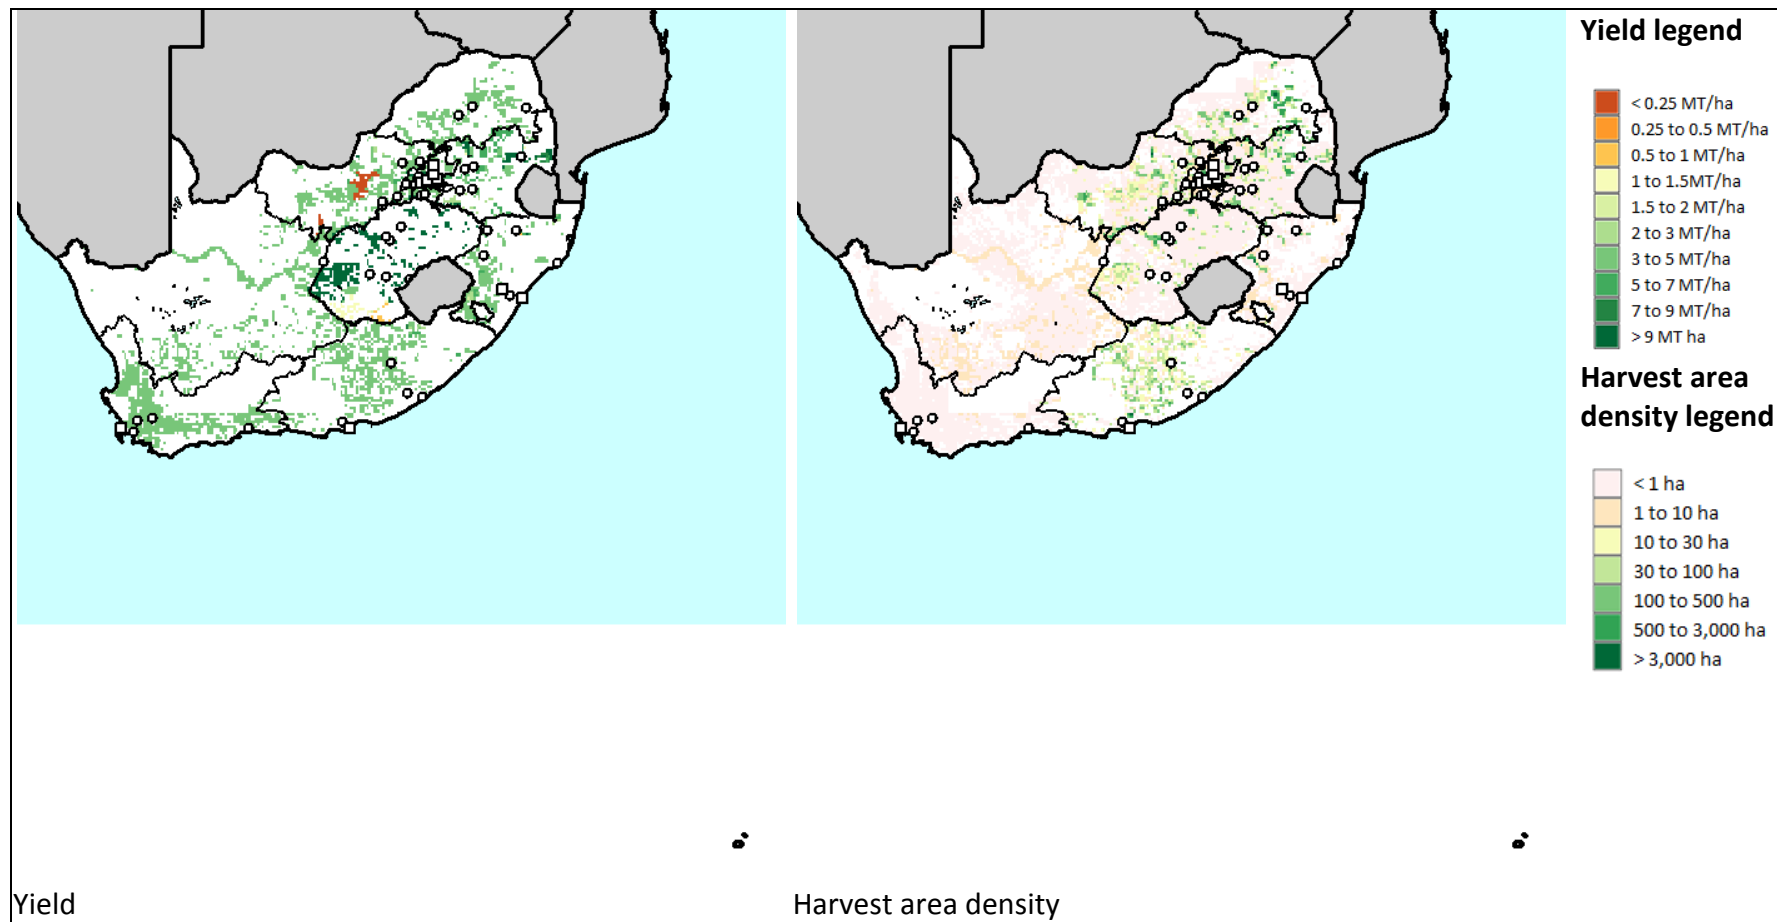 Yield legend
< 0.25 MT/ha
0.25 to 0.5 MT/ha
0.5 to 1 MT/ha
1 to 1.5MT/ha
1.5 to 2 MT/ha
2 to 3 MT/ha
3 to 5 MT/ha
5 to 7 MT/ha
7 to 9 MT/ha
> 9 MT ha
Harvest area
density legend
< 1 ha
1 to 10 ha
10 to 30 ha
30 to 100 ha
100 to 500 ha
500 to 3,000 ha
> 3,000 ha
Yield
Harvest area density